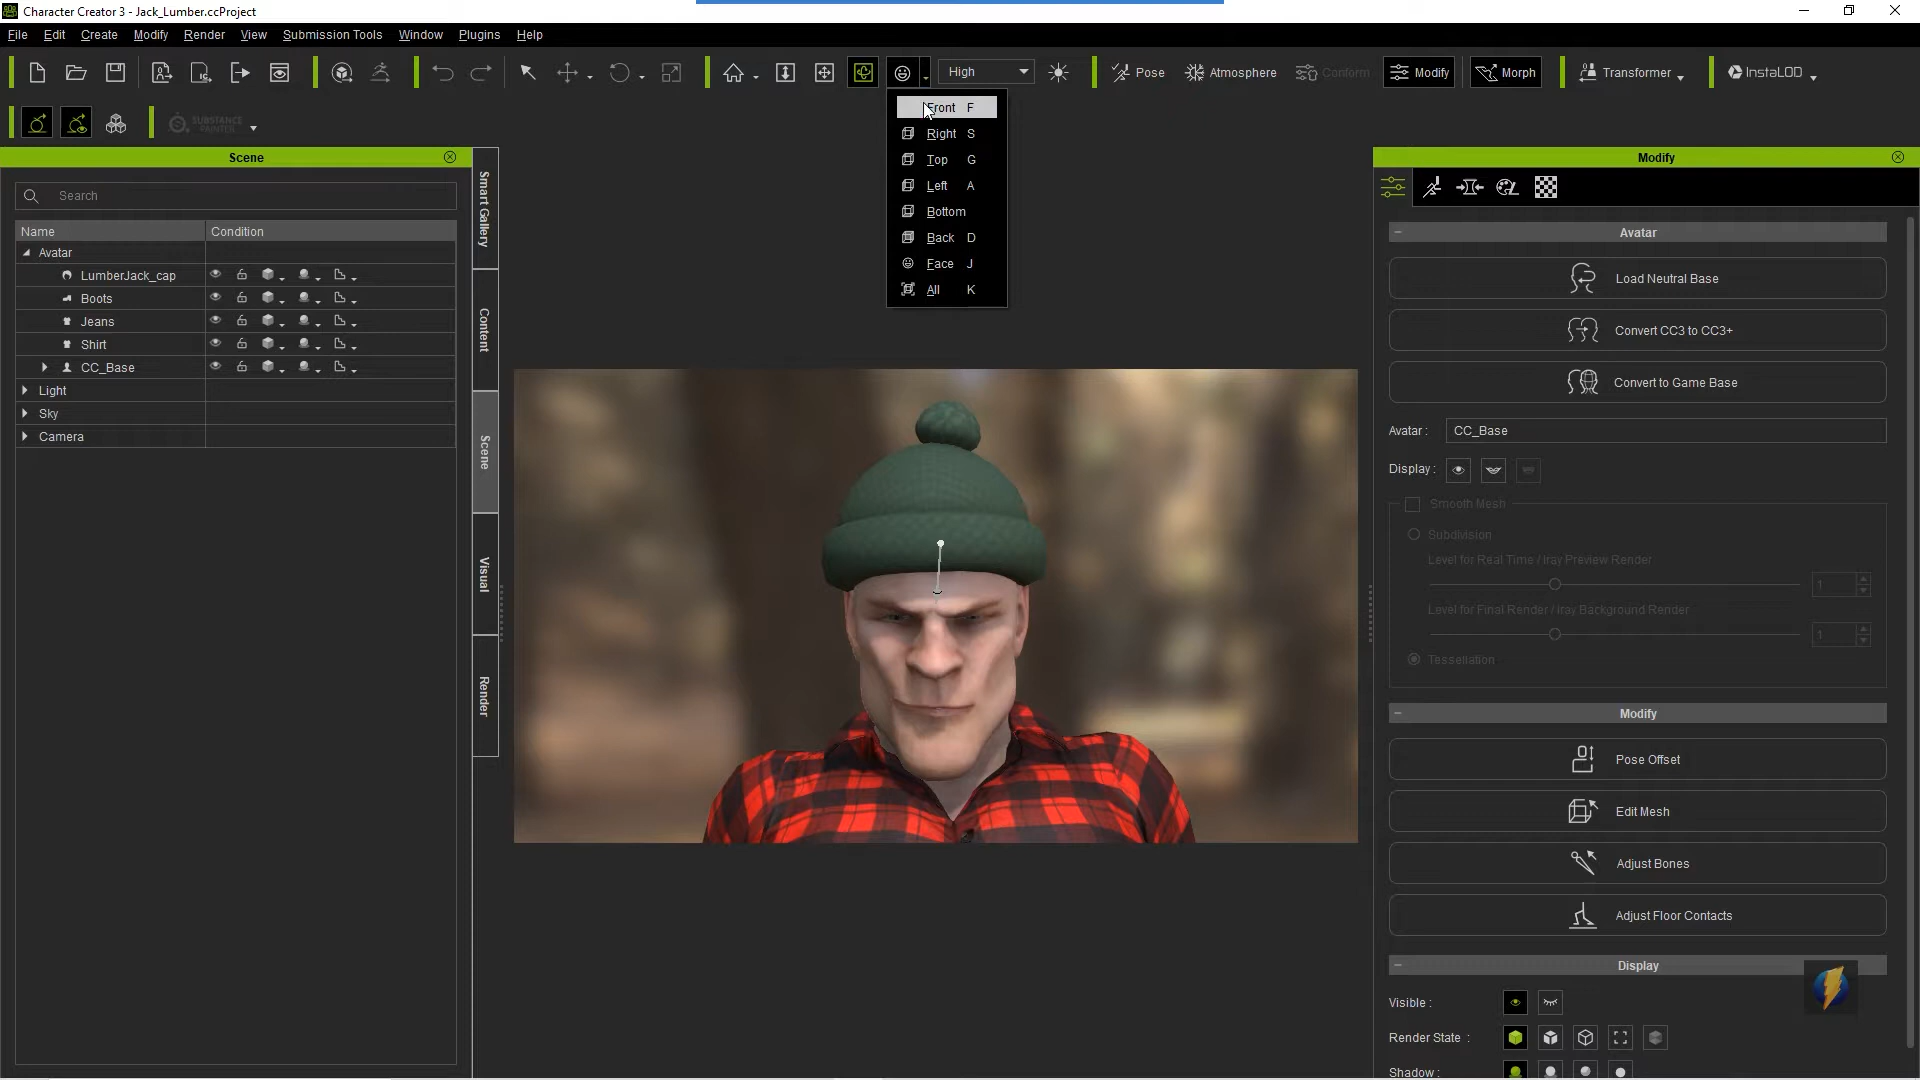 Character Creator 3 - Jack_Lumber.ccProject
File Edit Create Modify Render View Submission Tools Window Plugins Help
High Pose Atmosphere Conform Modify Morph Transformer InstaLOD
SUBSTANCE PAINTER
Front F
Right S
Top G
Left A
Bottom
Back D
Face J
All K
Scene
Search
Name Condition
Avatar
LumberJack_cap
Boots
Jeans
Shirt
CC_Base
Light
Sky
Camera
Smart Gallery
Content
Scene
Visual
Render
Modify
Avatar
Load Neutral Base
Convert CC3 to CC3+
Convert to Game Base
Avatar : CC_Base
Display :
Smooth Mesh
Subdivision
Level for Real Time / Iray Preview Render
1
Level for Final Render / Iray Background Render
1
Tessellation
Modify
Pose Offset
Edit Mesh
Adjust Bones
Adjust Floor Contacts
Display
Visible :
Render State :
Shadow :